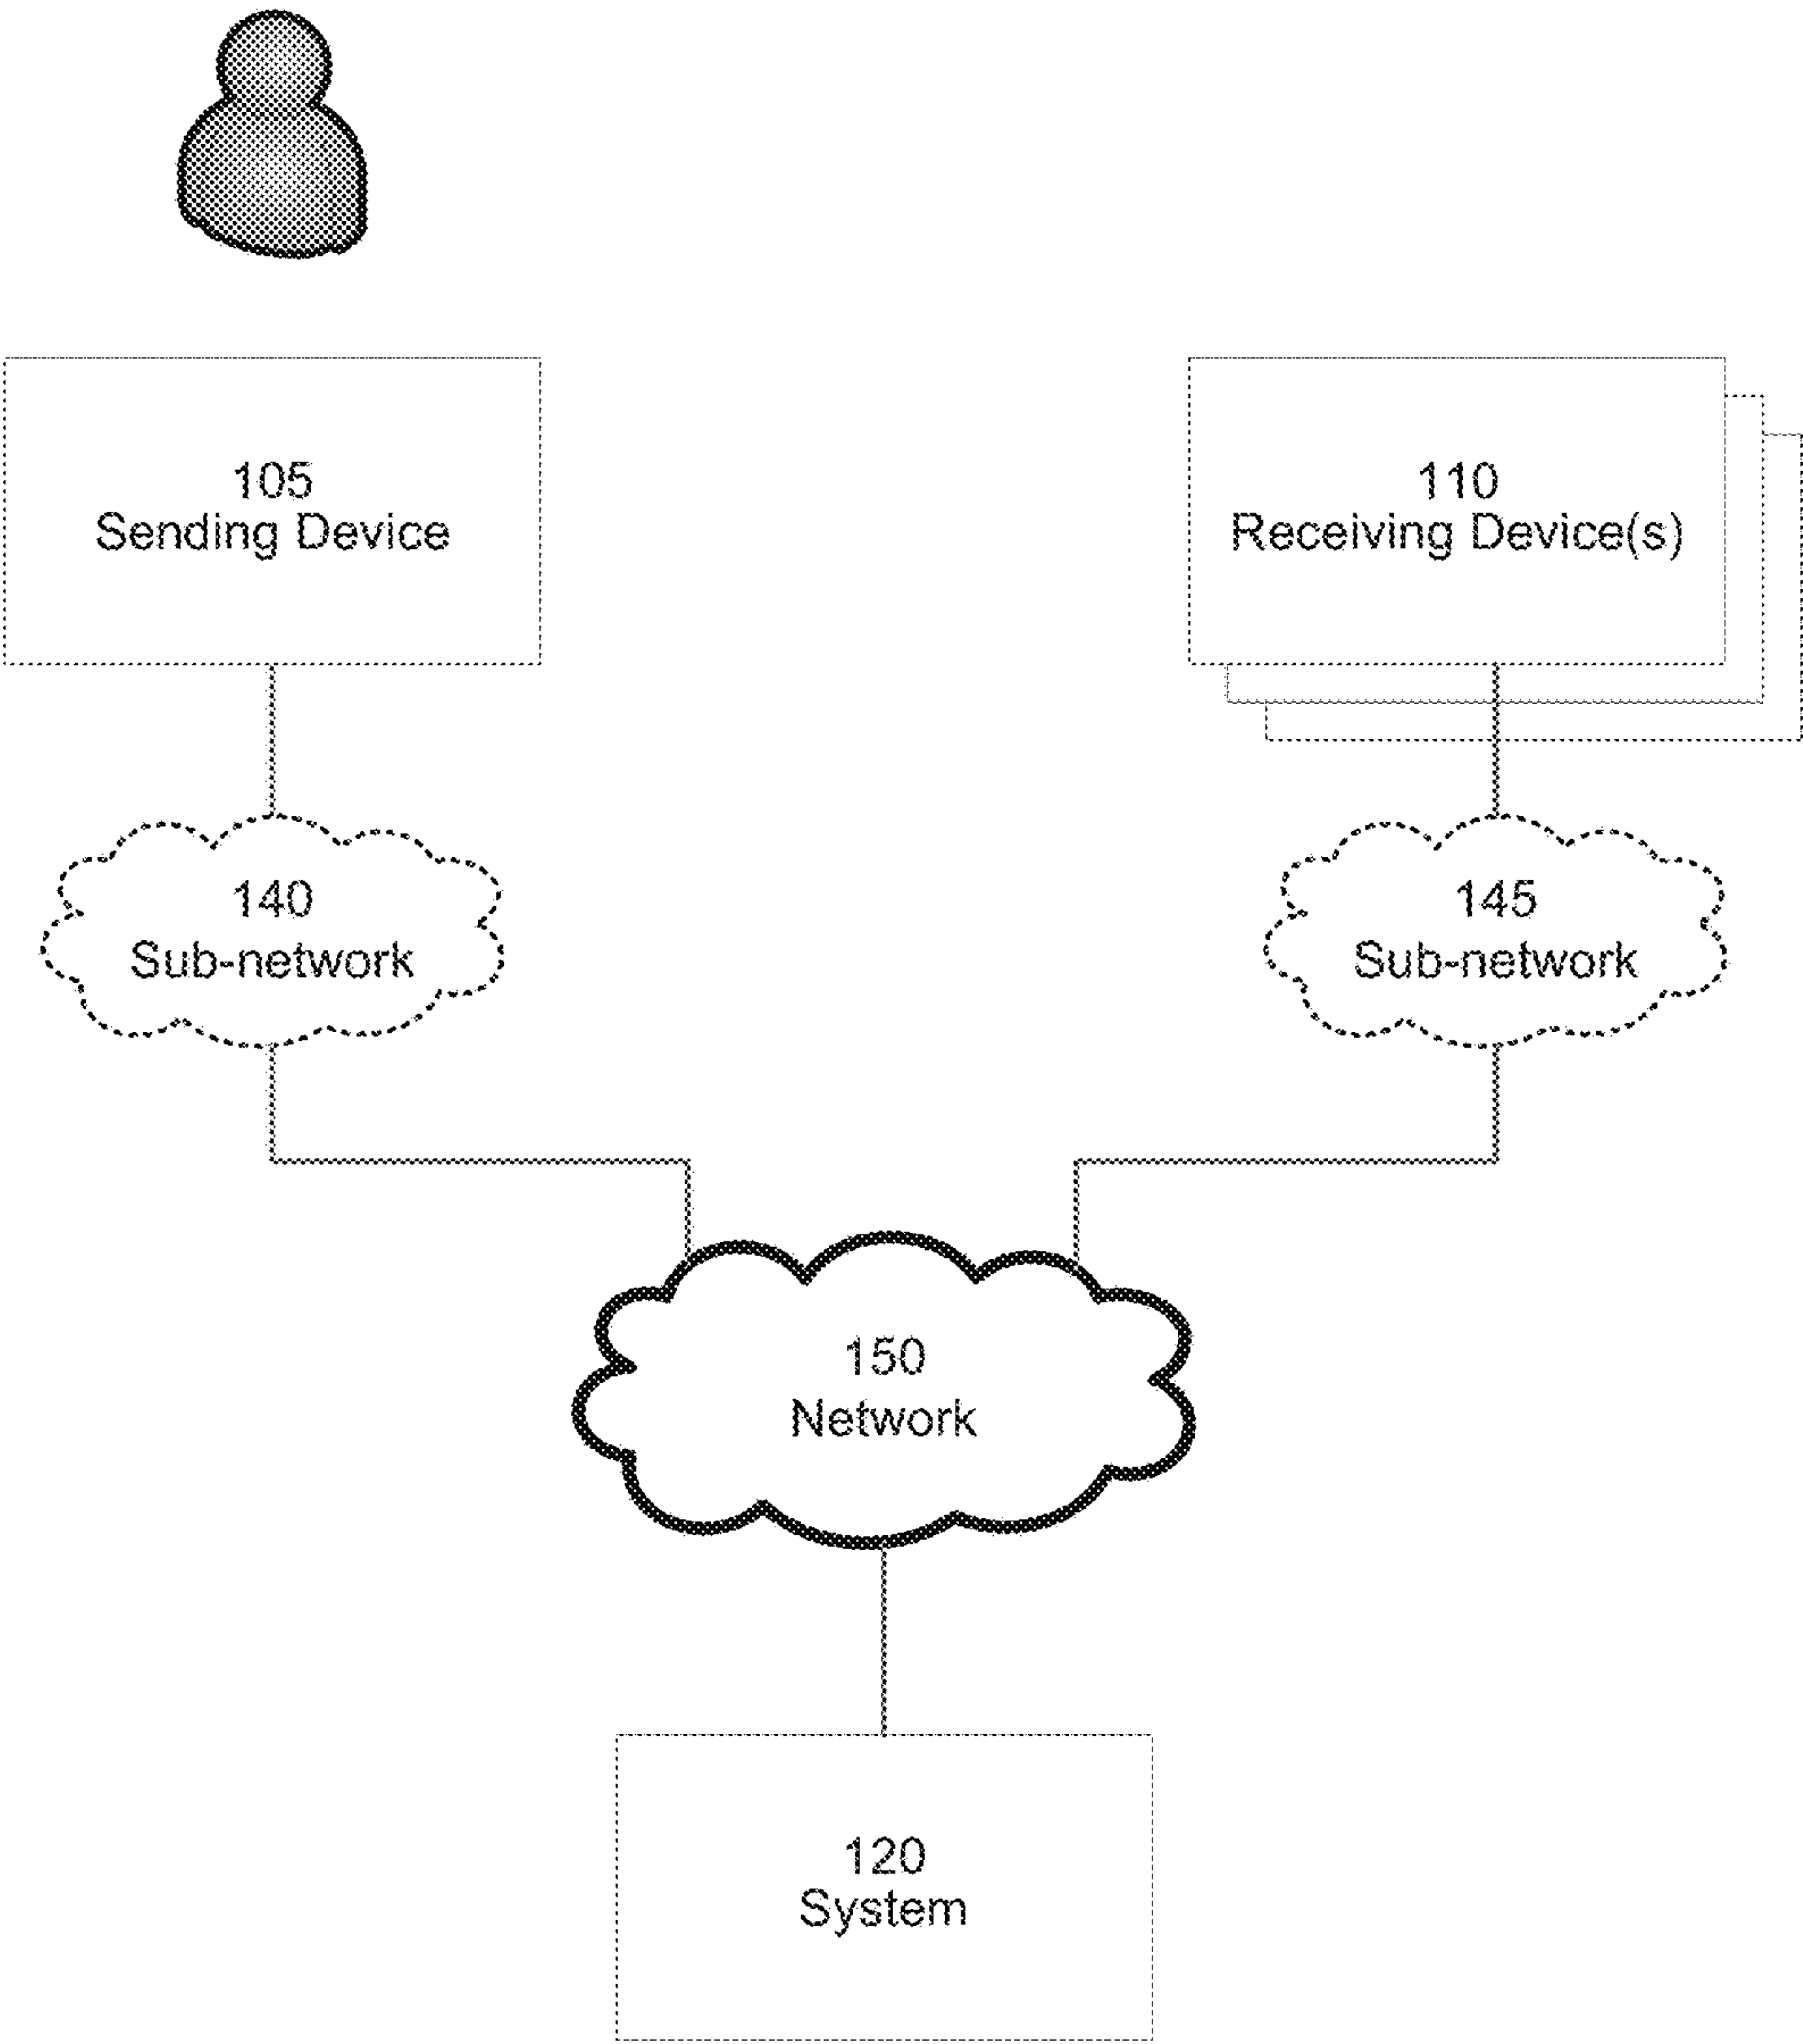 105
Sending Device
110
Receiving Device(s)
140
Sub-network
145
Sub-network
150
Network
120
System